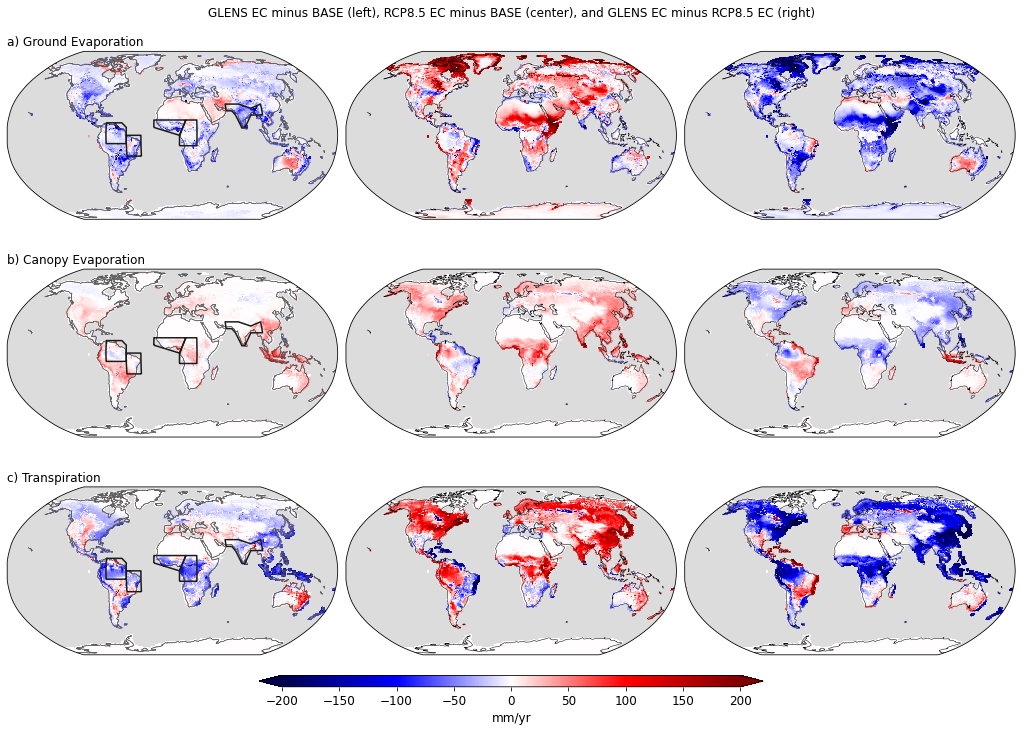 GLENS EC minus BASE (left), RCP8.5 EC minus BASE (center), and GLENS EC minus RCP8.5 EC (right)
a) Ground Evaporation
b) Canopy Evaporation
c) Transpiration
−200 −150 −100 −50 0 50 100 150 200
mm/yr